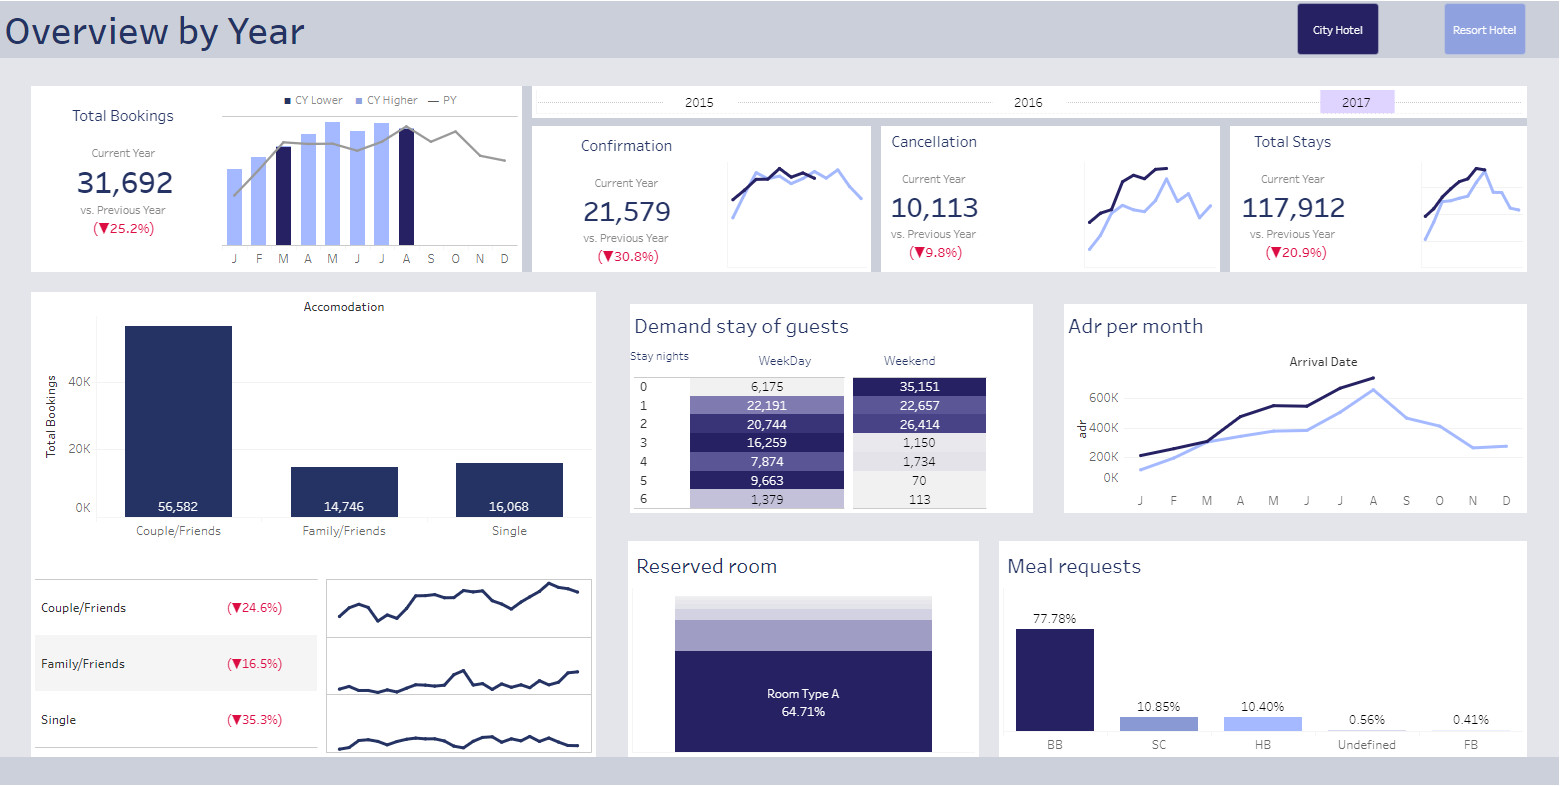 Overview by Year
City Hotel
Resort Hotel
Total Bookings
Current Year
31,692
vs. Previous Year
(▼25.2%)
CY Lower CY Higher PY
J F M A M J J A S O N D
2015 2016 2017
Confirmation
Current Year
21,579
vs. Previous Year
(▼30.8%)
Cancellation
Current Year
10,113
vs. Previous Year
(▼9.8%)
Total Stays
Current Year
117,912
vs. Previous Year
(▼20.9%)
Accomodation
Total Bookings
40K
20K
0K
56,582 14,746 16,068
Couple/Friends Family/Friends Single
Couple/Friends (▼24.6%)
Family/Friends (▼16.5%)
Single (▼35.3%)
Demand stay of guests
Stay nights WeekDay Weekend
0 6,175 35,151
1 22,191 22,657
2 20,744 26,414
3 16,259 1,150
4 7,874 1,734
5 9,663 70
6 1,379 113
Adr per month
Arrival Date
adr
600K
400K
200K
0K
J F M A M J J A S O N D
Reserved room
Room Type A
64.71%
Meal requests
77.78% 10.85% 10.40% 0.56% 0.41%
BB SC HB Undefined FB